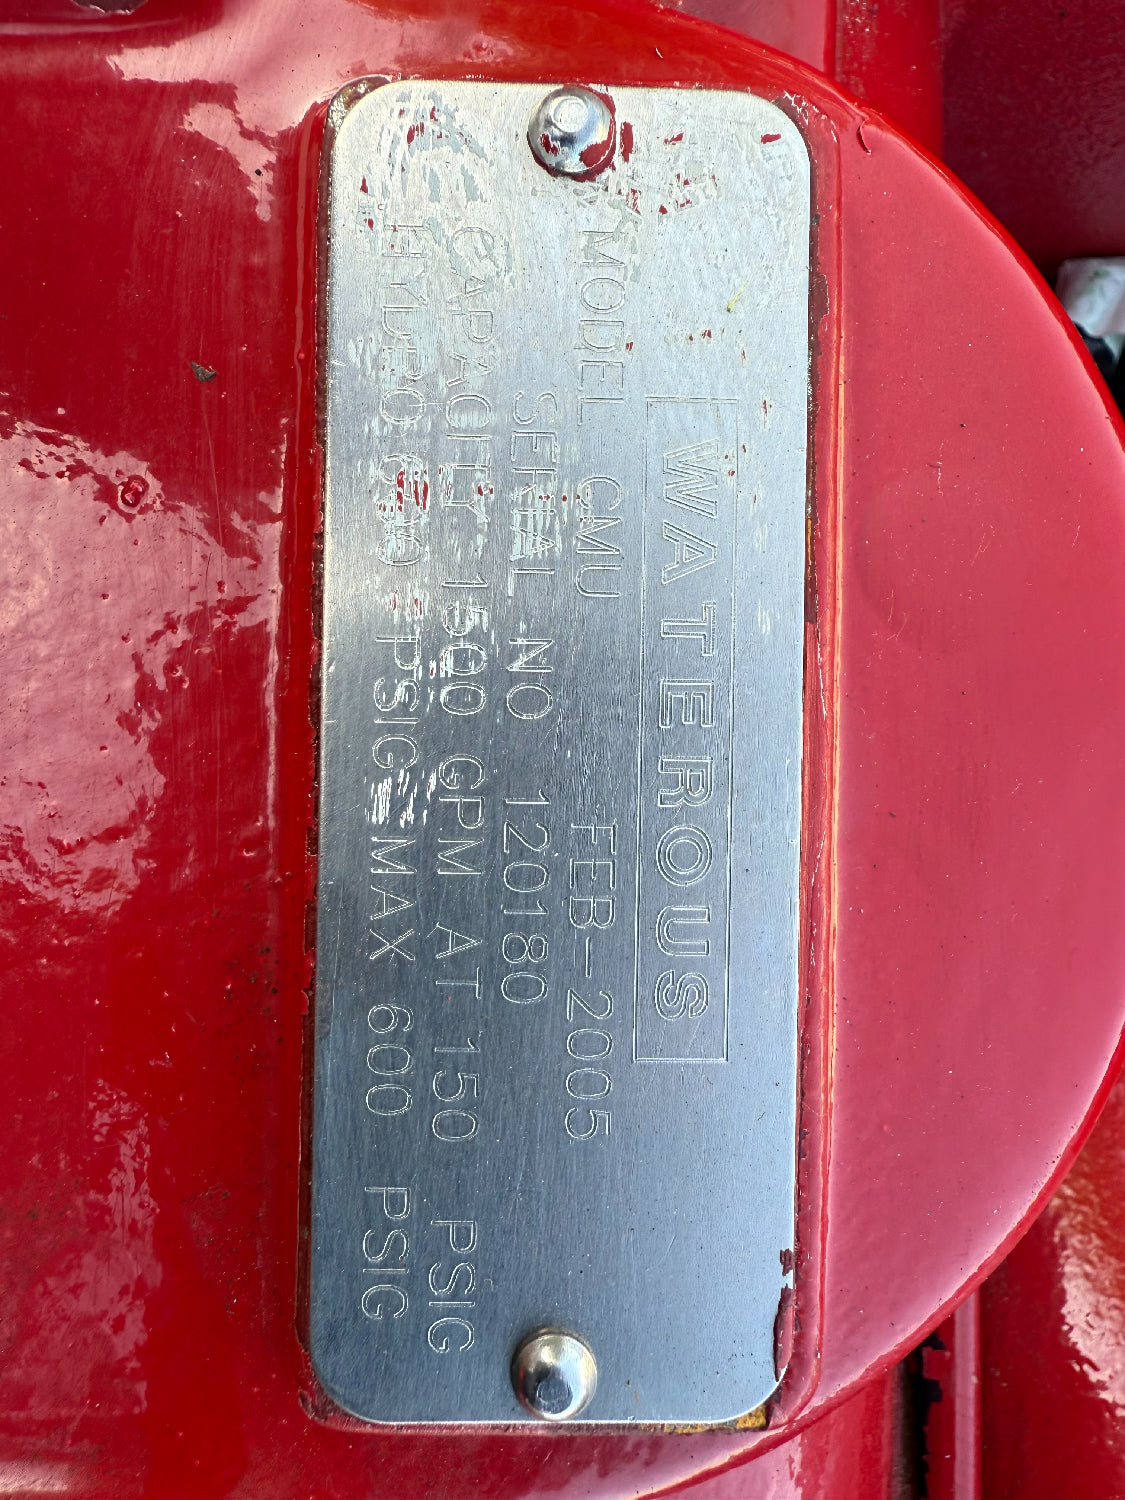 WATEROUS
MODEL CMU FEB-2005
SERIAL NO 120180
CAPACITY 1500 GPM AT 150 PSIG
HYDRO 600 PSIG MAX 600 PSIG